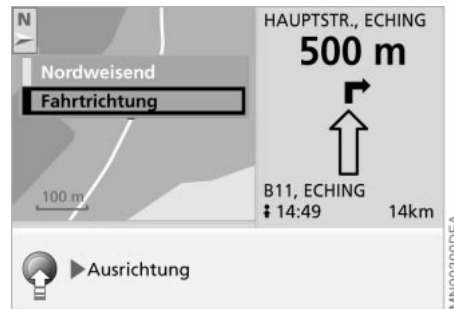 N
Nordweisend
Fahrtrichtung
100 m
HAUPTSTR., ECHING
500 m
B11, ECHING
14:49 14km
Ausrichtung